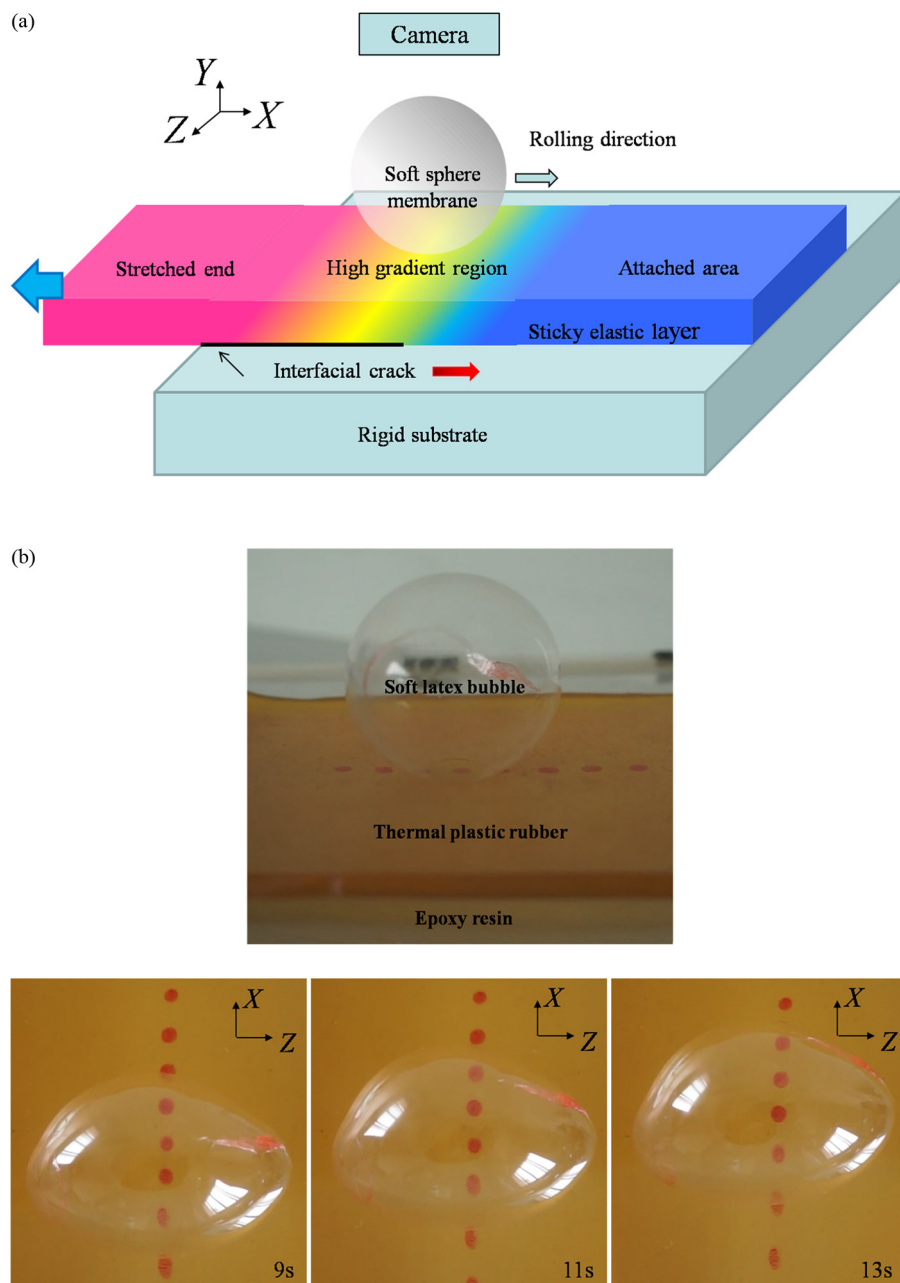 (a)
Camera
Y
X
Z
Rolling direction
Soft sphere
membrane
Stretched end
High gradient region
Attached area
Sticky elastic layer
Interfacial crack
Rigid substrate
(b)
Soft latex bubble
Thermal plastic rubber
Epoxy resin
X
Z
9s
X
Z
11s
X
Z
13s